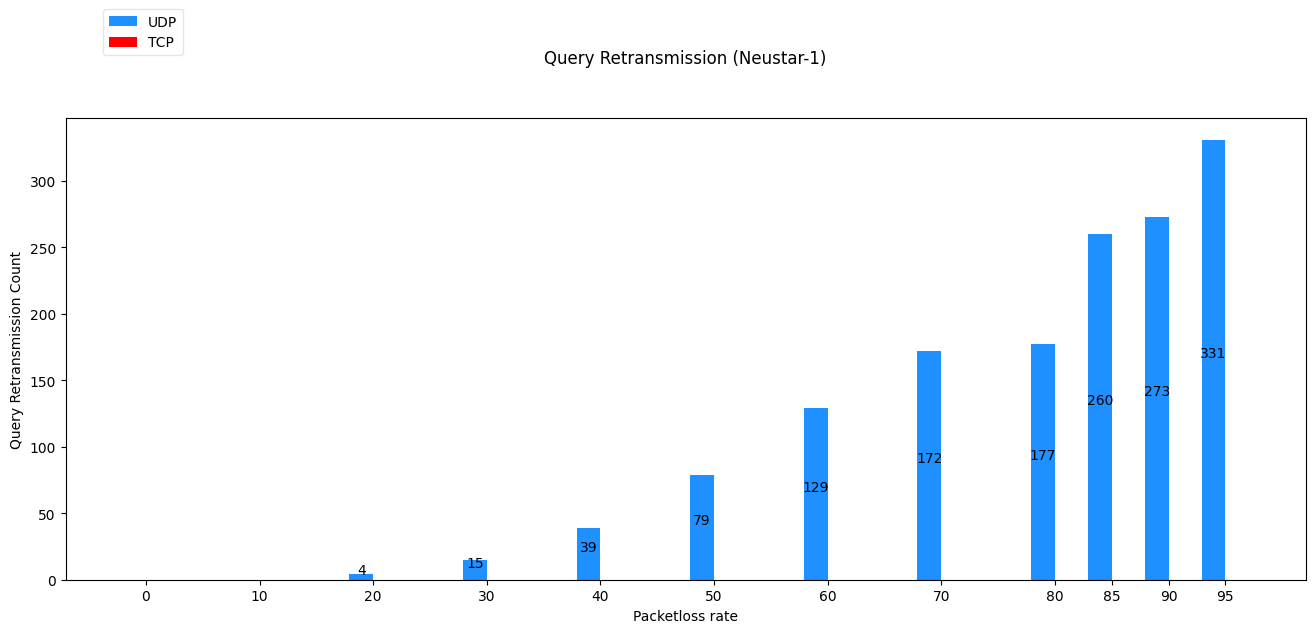 UDP
TCP
Query Retransmission (Neustar-1)
Query Retransmission Count
300
250
200
150
100
50
0
4
15
39
79
129
172
177
260
273
331
0 10 20 30 40 50 60 70 80 85 90 95
Packetloss rate